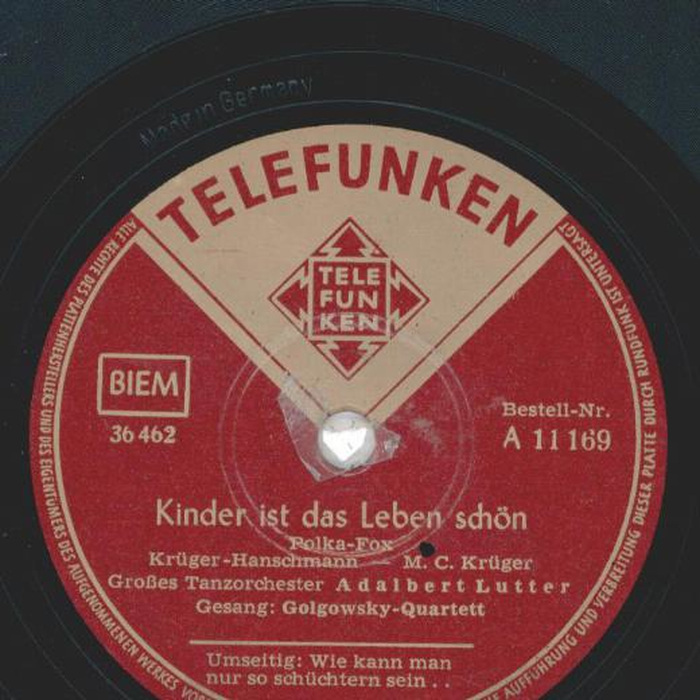 Made in Germany
TELEFUNKEN
TELE
FUN
KEN
BIEM
36 462
Bestell-Nr.
A 11 169
Kinder ist das Leben schön
Polka-Fox
Krüger-Hanschmann — M. C. Krüger
Großes Tanzorchester Adalbert Lutter
Gesang: Golgowsky-Quartett
Umseitig: Wie kann man
nur so schüchtern sein . .
ALLE RECHTE DES PLATTENHERSTELLERS UND DES EIGENTÜMERS DES AUFGENOMMENEN WERKES
AUFFÜHRUNG UND VERBREITUNG DIESER PLATTE DURCH RUNDFUNK IST UNTERSAGT